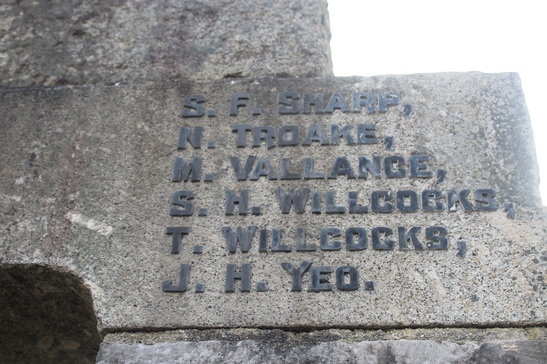 S. F. SHARP,
N. TROAKE,
M. VALLANCE,
S. H. WILLCOCKS,
T. WILLCOCKS,
J. H. YEO.